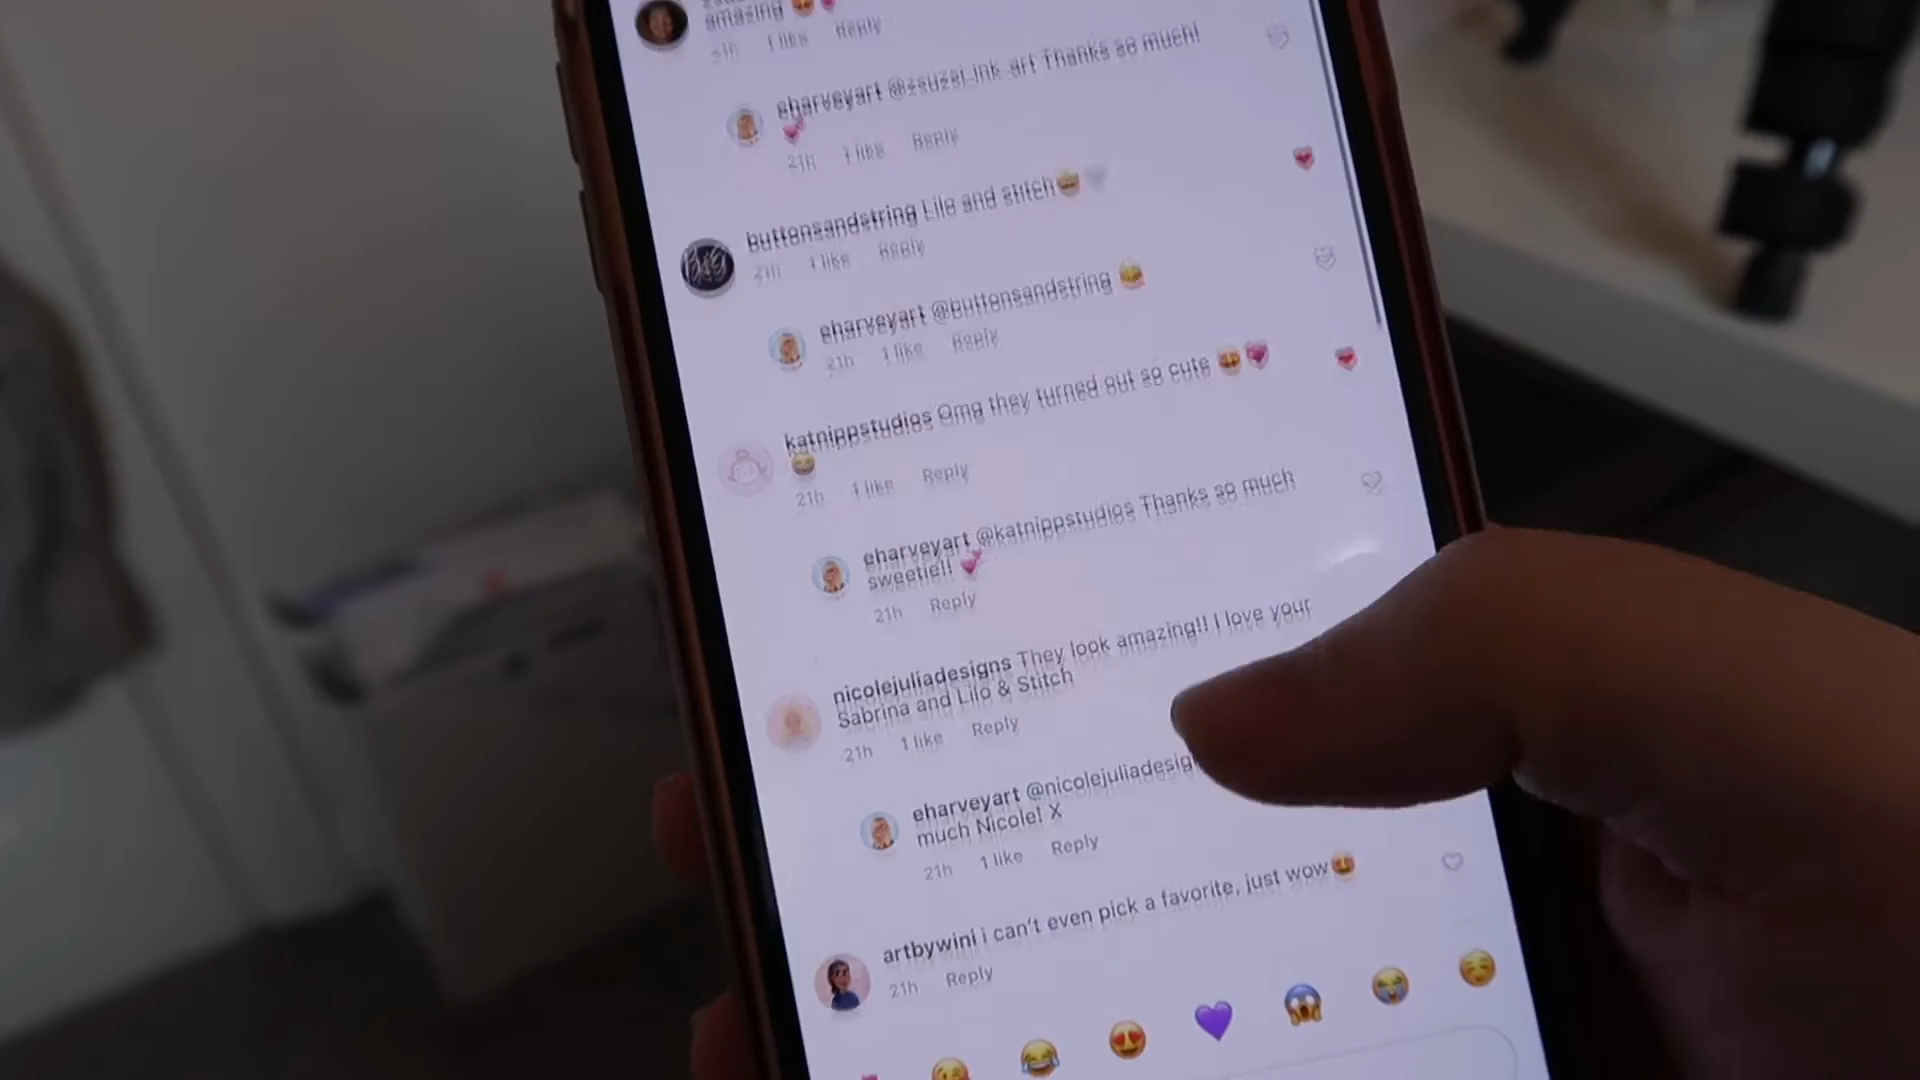 amazing 😍💗
21h 1 like Reply
eharveyart @zsuzsi_ink_art Thanks so much!
💕
21h 1 like Reply
buttonsandstring Lilo and stitch😍🤍
21h 1 like Reply
eharveyart @buttonsandstring 🥰
21h 1 like Reply
katnippstudios Omg they turned out so cute 🤩💗
😄
21h 1 like Reply
eharveyart @katnippstudios Thanks so much
sweetie!! 💕
21h Reply
nicolejuliadesigns They look amazing!! I love your
Sabrina and Lilo & Stitch
21h 1 like Reply
eharveyart @nicolejuliadesign
much Nicole! X
21h 1 like Reply
artbywini i can't even pick a favorite, just wow🤩
21h Reply